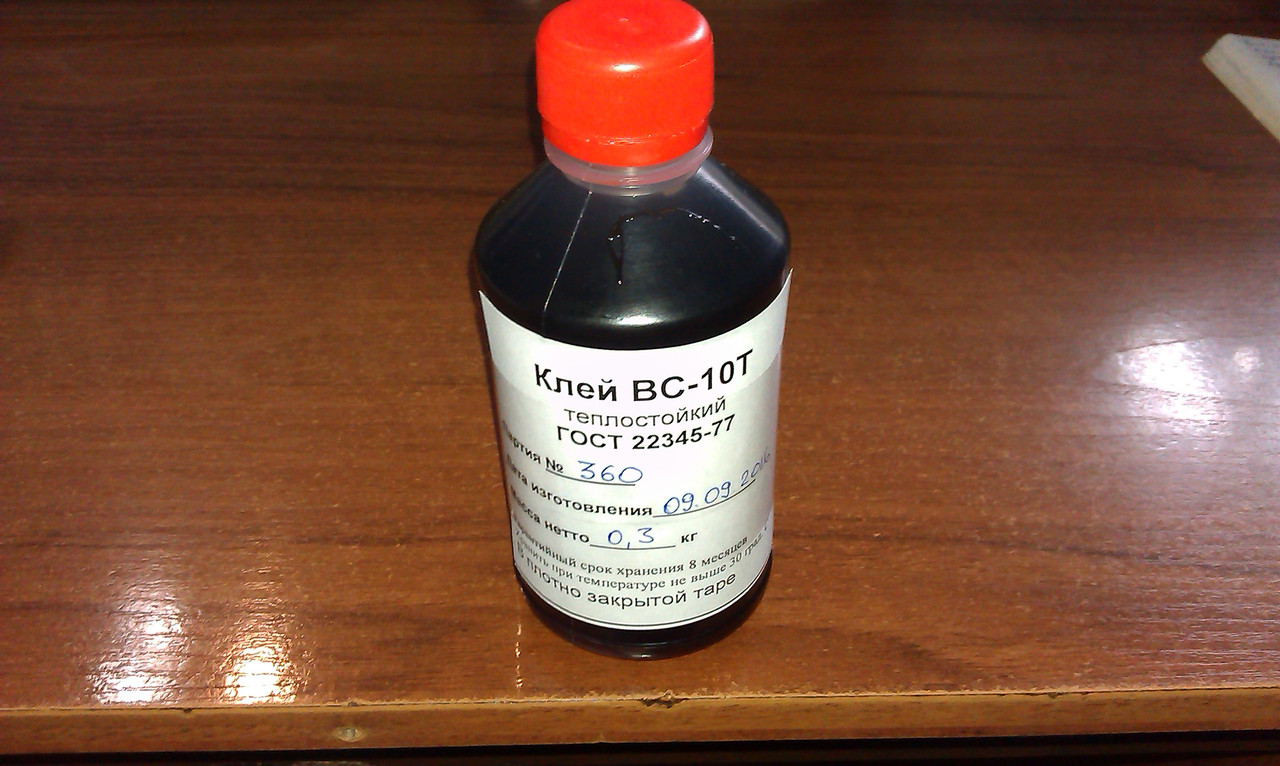 Клей ВС-10Т
теплостойкий
ГОСТ 22345-77
Партия № 360
Дата изготовления 09.09.2016
Масса нетто 0,3 кг
срок хранения 8 месяцев
при температуре не выше 30 град.
В плотно закрытой таре